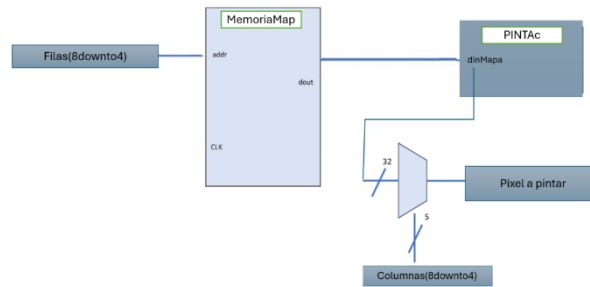 MemoriaMap
PINTAc
Filas(8downto4)
addr
dinMapa
dout
CLK
32
Pixel a pintar
5
Columnas(8downto4)